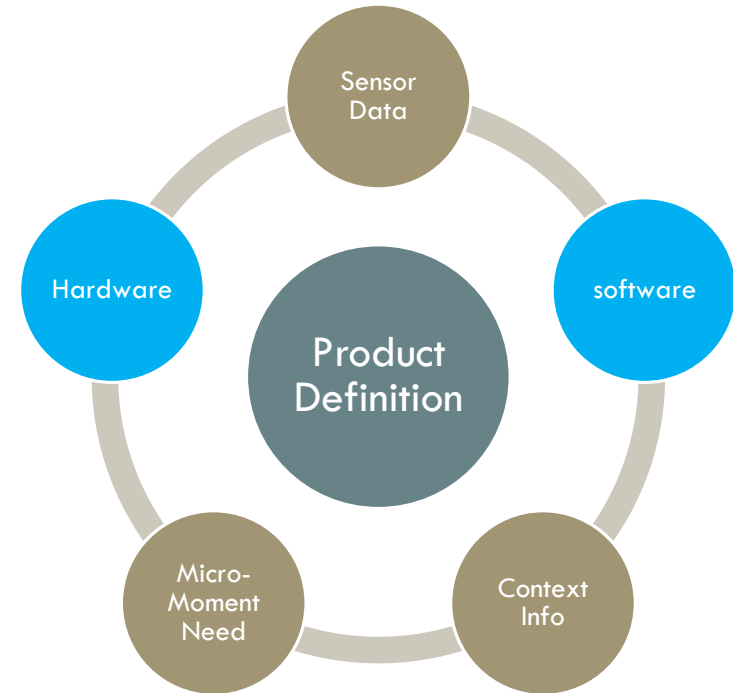 Sensor
Data
Hardware
software
Product
Definition
Micro-
Moment
Need
Context
Info